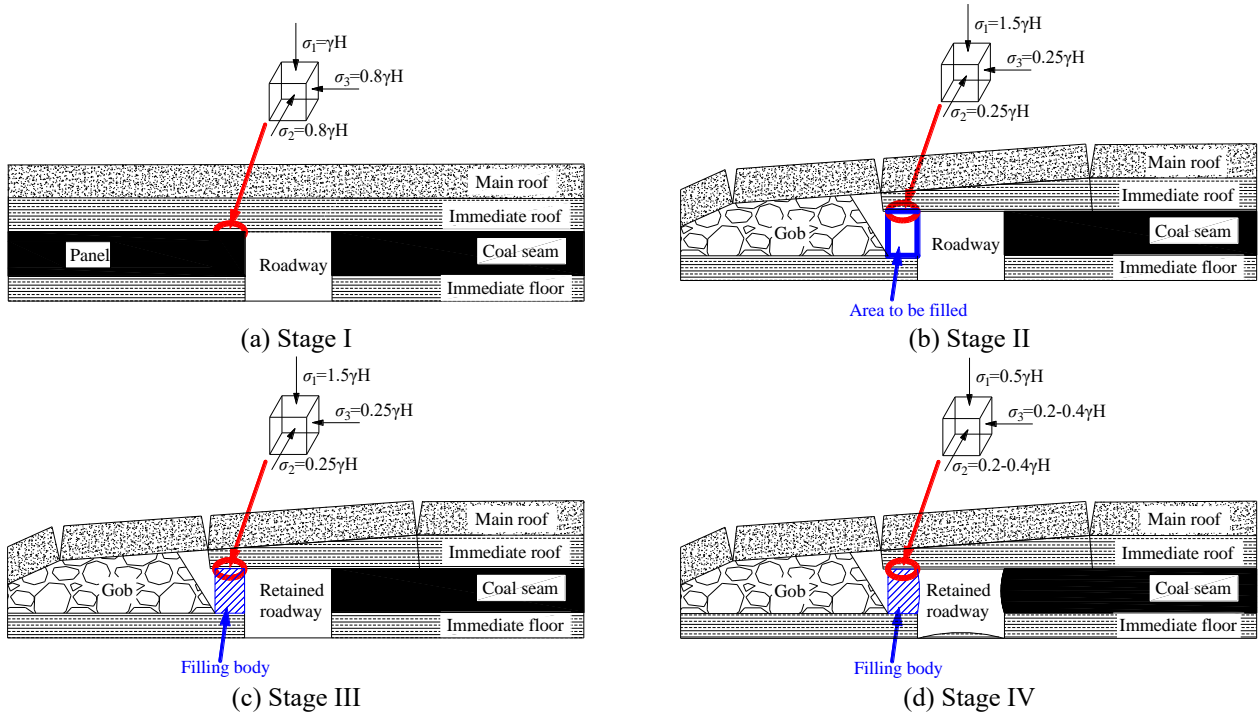 σ1=γH
σ3=0.8γH
σ2=0.8γH
Main roof
Immediate roof
Panel
Roadway
Coal seam
Immediate floor
(a) Stage I
σ1=1.5γH
σ3=0.25γH
σ2=0.25γH
Main roof
Immediate roof
Gob
Roadway
Coal seam
Immediate floor
Area to be filled
(b) Stage II
σ1=1.5γH
σ3=0.25γH
σ2=0.25γH
Main roof
Immediate roof
Gob
Retained
roadway
Coal seam
Immediate floor
Filling body
(c) Stage III
σ1=0.5γH
σ3=0.2-0.4γH
σ2=0.2-0.4γH
Main roof
Immediate roof
Gob
Retained
roadway
Coal seam
Immediate floor
Filling body
(d) Stage IV